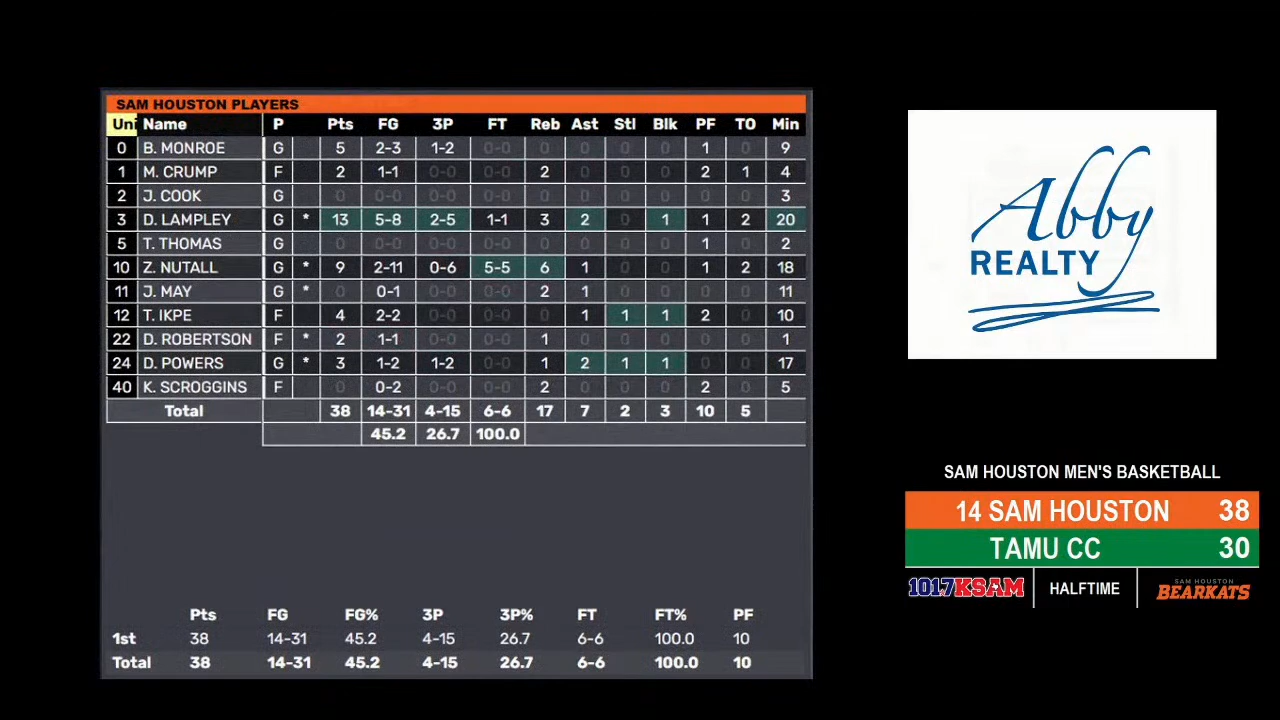 SAM HOUSTON PLAYERS
Uni Name P Pts FG 3P FT Reb Ast Stl Blk PF TO Min
0 B. MONROE G 5 2-3 1-2 0-0 0 0 0 0 1 0 9
1 M. CRUMP F 2 1-1 0-0 0-0 2 0 0 0 2 1 4
2 J. COOK G 0 0-0 0-0 0-0 0 0 0 0 0 0 3
3 D. LAMPLEY G * 13 5-8 2-5 1-1 3 2 0 1 1 2 20
5 T. THOMAS G 0 0-0 0-0 0-0 0 0 0 0 1 0 2
10 Z. NUTALL G * 9 2-11 0-6 5-5 6 1 0 0 1 2 18
11 J. MAY G * 0 0-1 0-0 0-0 2 1 0 0 0 0 11
12 T. IKPE F 4 2-2 0-0 0-0 0 1 1 1 2 0 10
22 D. ROBERTSON F * 2 1-1 0-0 0-0 1 0 0 0 0 0 1
24 D. POWERS G * 3 1-2 1-2 0-0 1 2 1 1 0 0 17
40 K. SCROGGINS F 0 0-2 0-0 0-0 2 0 0 0 2 0 5
Total 38 14-31 4-15 6-6 17 7 2 3 10 5
45.2 26.7 100.0
Pts FG FG% 3P 3P% FT FT% PF
1st 38 14-31 45.2 4-15 26.7 6-6 100.0 10
Total 38 14-31 45.2 4-15 26.7 6-6 100.0 10
Abby
REALTY
SAM HOUSTON MEN'S BASKETBALL
14 SAM HOUSTON 38
TAMU CC 30
101.7 KSAM
HALFTIME
SAM HOUSTON
BEARKATS